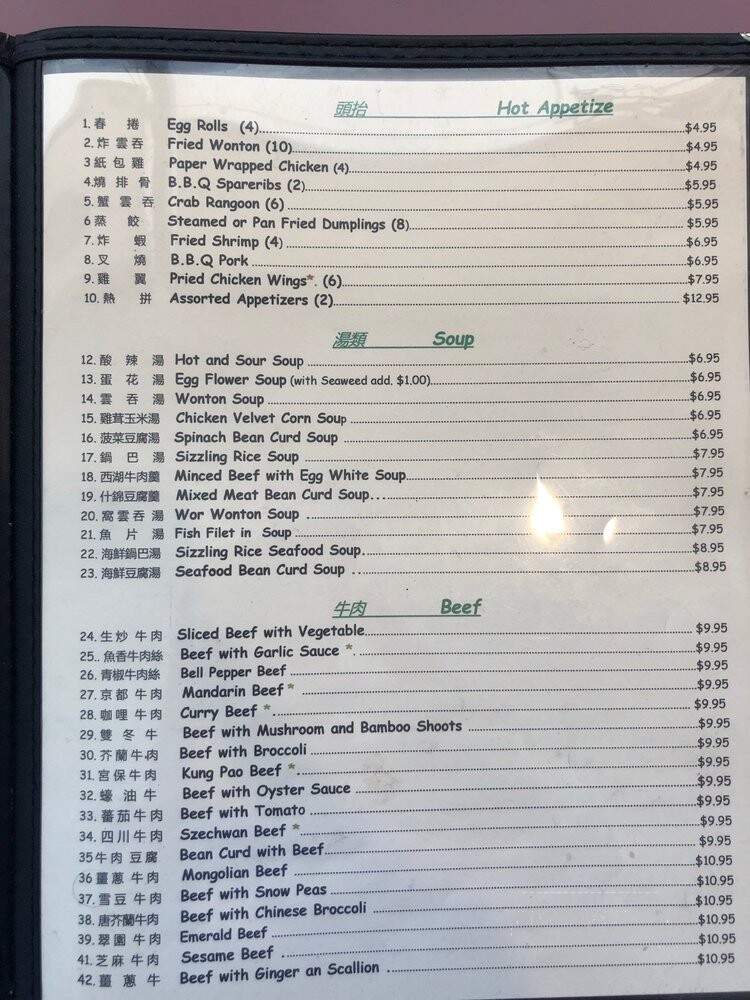 頭抬 Hot Appetize
1. 春 捲 Egg Rolls (4) $4.95
2. 炸 雲 吞 Fried Wonton (10) $4.95
3 紙 包 雞 Paper Wrapped Chicken (4) $4.95
4. 燒 排 骨 B.B.Q Spareribs (2) $5.95
5. 蟹 雲 吞 Crab Rangoon (6) $5.95
6 蒸 餃 Steamed or Pan Fried Dumplings (8) $5.95
7. 炸 蝦 Fried Shrimp (4) $6.95
8. 叉 燒 B.B.Q Pork $6.95
9. 雞 翼 Pried Chicken Wings*. (6) $7.95
10. 熱 拼 Assorted Appetizers (2) $12.95
湯類 Soup
12. 酸 辣 湯 Hot and Sour Soup $6.95
13. 蛋 花 湯 Egg Flower Soup (with Seaweed add. $1.00) $6.95
14. 雲 吞 湯 Wonton Soup $6.95
15. 雞茸玉米湯 Chicken Velvet Corn Soup $6.95
16. 菠菜豆腐湯 Spinach Bean Curd Soup $6.95
17. 鍋 巴 湯 Sizzling Rice Soup $7.95
18. 西湖牛肉羹 Minced Beef with Egg White Soup $7.95
19. 什錦豆腐羹 Mixed Meat Bean Curd Soup $7.95
20. 窩 雲 吞 湯 Wor Wonton Soup $7.95
21. 魚 片 湯 Fish Filet in Soup $7.95
22. 海鮮鍋巴湯 Sizzling Rice Seafood Soup $8.95
23. 海鮮豆腐湯 Seafood Bean Curd Soup $8.95
牛肉 Beef
24. 生 炒 牛 肉 Sliced Beef with Vegetable $9.95
25.. 魚香牛肉絲 Beef with Garlic Sauce *. $9.95
26. 青椒牛肉絲 Bell Pepper Beef $9.95
27. 京 都 牛 肉 Mandarin Beef * $9.95
28. 咖 哩 牛 肉 Curry Beef *. $9.95
29. 雙 冬 牛 Beef with Mushroom and Bamboo Shoots $9.95
30. 芥 蘭 牛 肉 Beef with Broccoli $9.95
31. 宮 保 牛 肉 Kung Pao Beef *. $9.95
32. 蠔 油 牛 Beef with Oyster Sauce $9.95
33. 蕃 茄 牛 肉 Beef with Tomato $9.95
34. 四 川 牛 肉 Szechwan Beef * $9.95
35 牛 肉 豆 腐 Bean Curd with Beef $9.95
36 薑 蔥 牛 肉 Mongolian Beef $10.95
37. 雪 豆 牛 肉 Beef with Snow Peas $10.95
38. 唐芥蘭牛肉 Beef with Chinese Broccoli $10.95
39. 翠 園 牛 肉 Emerald Beef $10.95
41. 芝 麻 牛 肉 Sesame Beef $10.95
42. 薑 蔥 牛 Beef with Ginger an Scallion $10.95